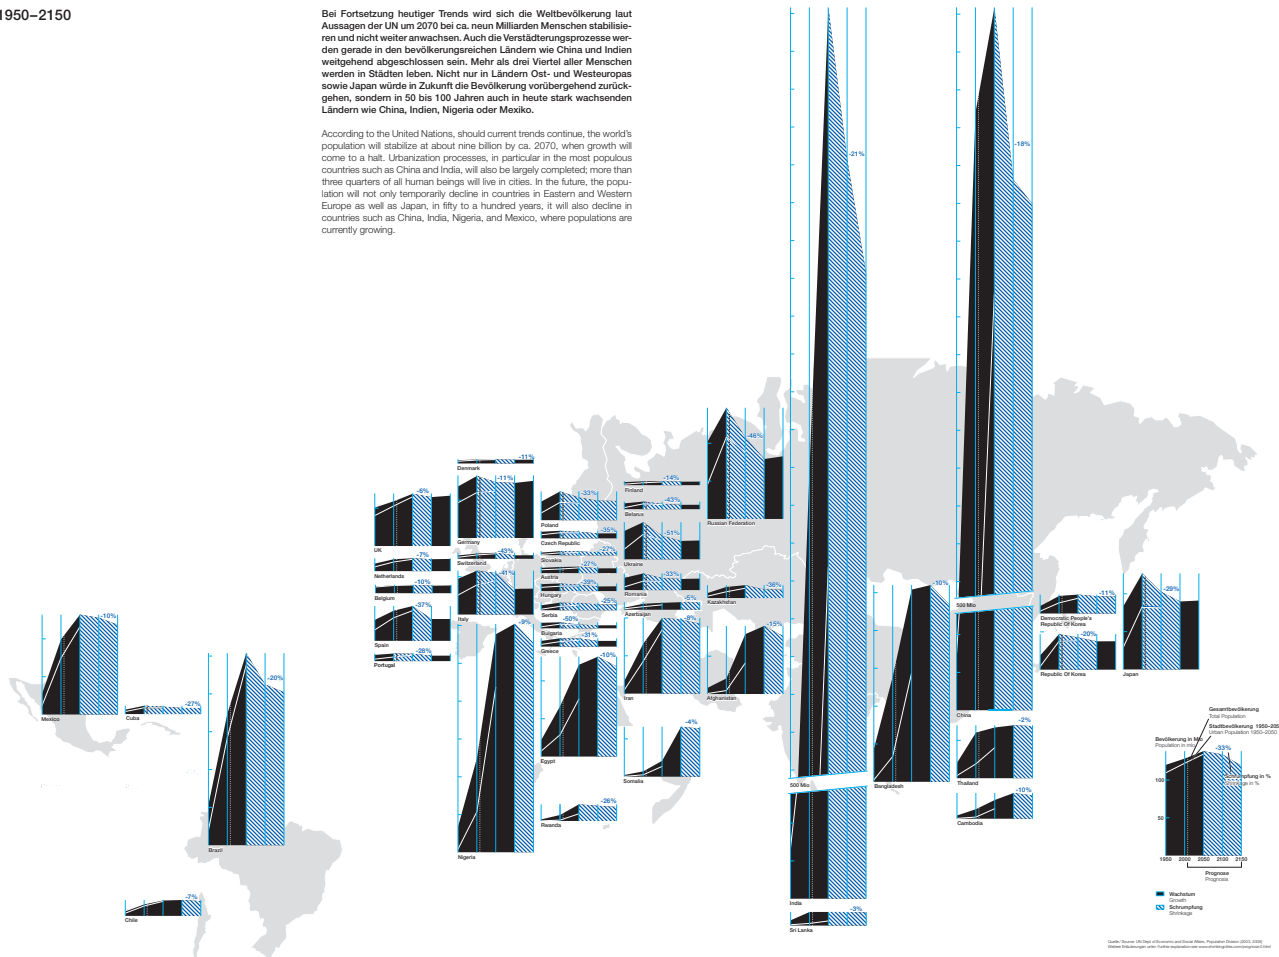 1950–2150
Bei Fortsetzung heutiger Trends wird sich die Weltbevölkerung laut
Aussagen der UN um 2070 bei ca. neun Milliarden Menschen stabilisie-
ren und nicht weiter anwachsen. Auch die Verstädterungsprozesse wer-
den gerade in den bevölkerungsreichen Ländern wie China und Indien
weitgehend abgeschlossen sein. Mehr als drei Viertel aller Menschen
werden in Städten leben. Nicht nur in Ländern Ost- und Westeuropas
sowie Japan würde in Zukunft die Bevölkerung vorübergehend zurück-
gehen, sondern in 50 bis 100 Jahren auch in heute stark wachsenden
Ländern wie China, Indien, Nigeria oder Mexiko.
According to the United Nations, should current trends continue, the world's
population will stabilize at about nine billion by ca. 2070, when growth will
come to a halt. Urbanization processes, in particular in the most populous
countries such as China and India, will also be largely completed; more than
three quarters of all human beings will live in cities. In the future, the popu-
lation will not only temporarily decline in countries in Eastern and Western
Europe as well as Japan, in fifty to a hundred years, it will also decline in
countries such as China, India, Nigeria, and Mexico, where populations are
currently growing.
-10%
Mexico
-27%
Cuba
-20%
Brazil
-7%
Chile
-6%
UK
-7%
Netherlands
-10%
Belgium
-37%
Spain
-28%
Portugal
-11%
Denmark
-11%
Germany
-43%
Switzerland
-41%
Italy
-9%
Nigeria
-33%
Poland
-35%
Czech Republic
-27%
Slovakia
-27%
Austria
-39%
Hungary
-25%
Serbia
-50%
Bulgaria
-31%
Greece
-10%
Egypt
-26%
Rwanda
-14%
Finland
-43%
Belarus
-51%
Ukraine
-33%
Romania
-5%
Azerbaijan
-8%
Iran
-4%
Somalia
-46%
Russian Federation
-36%
Kazakhstan
-15%
Afghanistan
-21%
500 Mio
India
-3%
Sri Lanka
-10%
Bangladesh
-18%
500 Mio
China
-2%
Thailand
-10%
Cambodia
-11%
Democratic People's
Republic Of Korea
-20%
Republic Of Korea
-29%
Japan
Gesamtbevölkerung
Total Population
Stadtbevölkerung 1950–205
Urban Population 1950–2050
Bevölkerung in Mio
Population in mio
-33%
in %
in %
100
50
1950 2000 2050 2100 2150
Prognose
Prognosis
Wachstum
Growth
Schrumpfung
Shrinkage